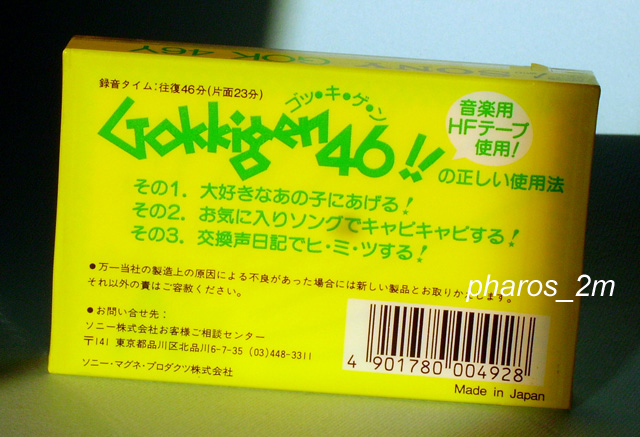 SONY GOK 46Y
録音タイム:往復46分(片面23分)
ゴッ・キ・ゲ・ン
Gokkigen46!!の正しい使用法
音楽用
HFテープ
使用!
その1. 大好きなあの子にあげる!
その2. お気に入りソングでキャピキャピする!
その3. 交換声日記でヒ・ミ・ツする!
●万一当社の製造上の原因による不良があった場合には新しい製品とお取りかえします。
それ以外の責はご容赦ください。
pharos_2m
●お問い合せ先:
ソニー株式会社お客様ご相談センター
〒141 東京都品川区北品川6-7-35 (03)448-3311
ソニー・マグネ・プロダクツ株式会社
4 901780 004928
Made in Japan